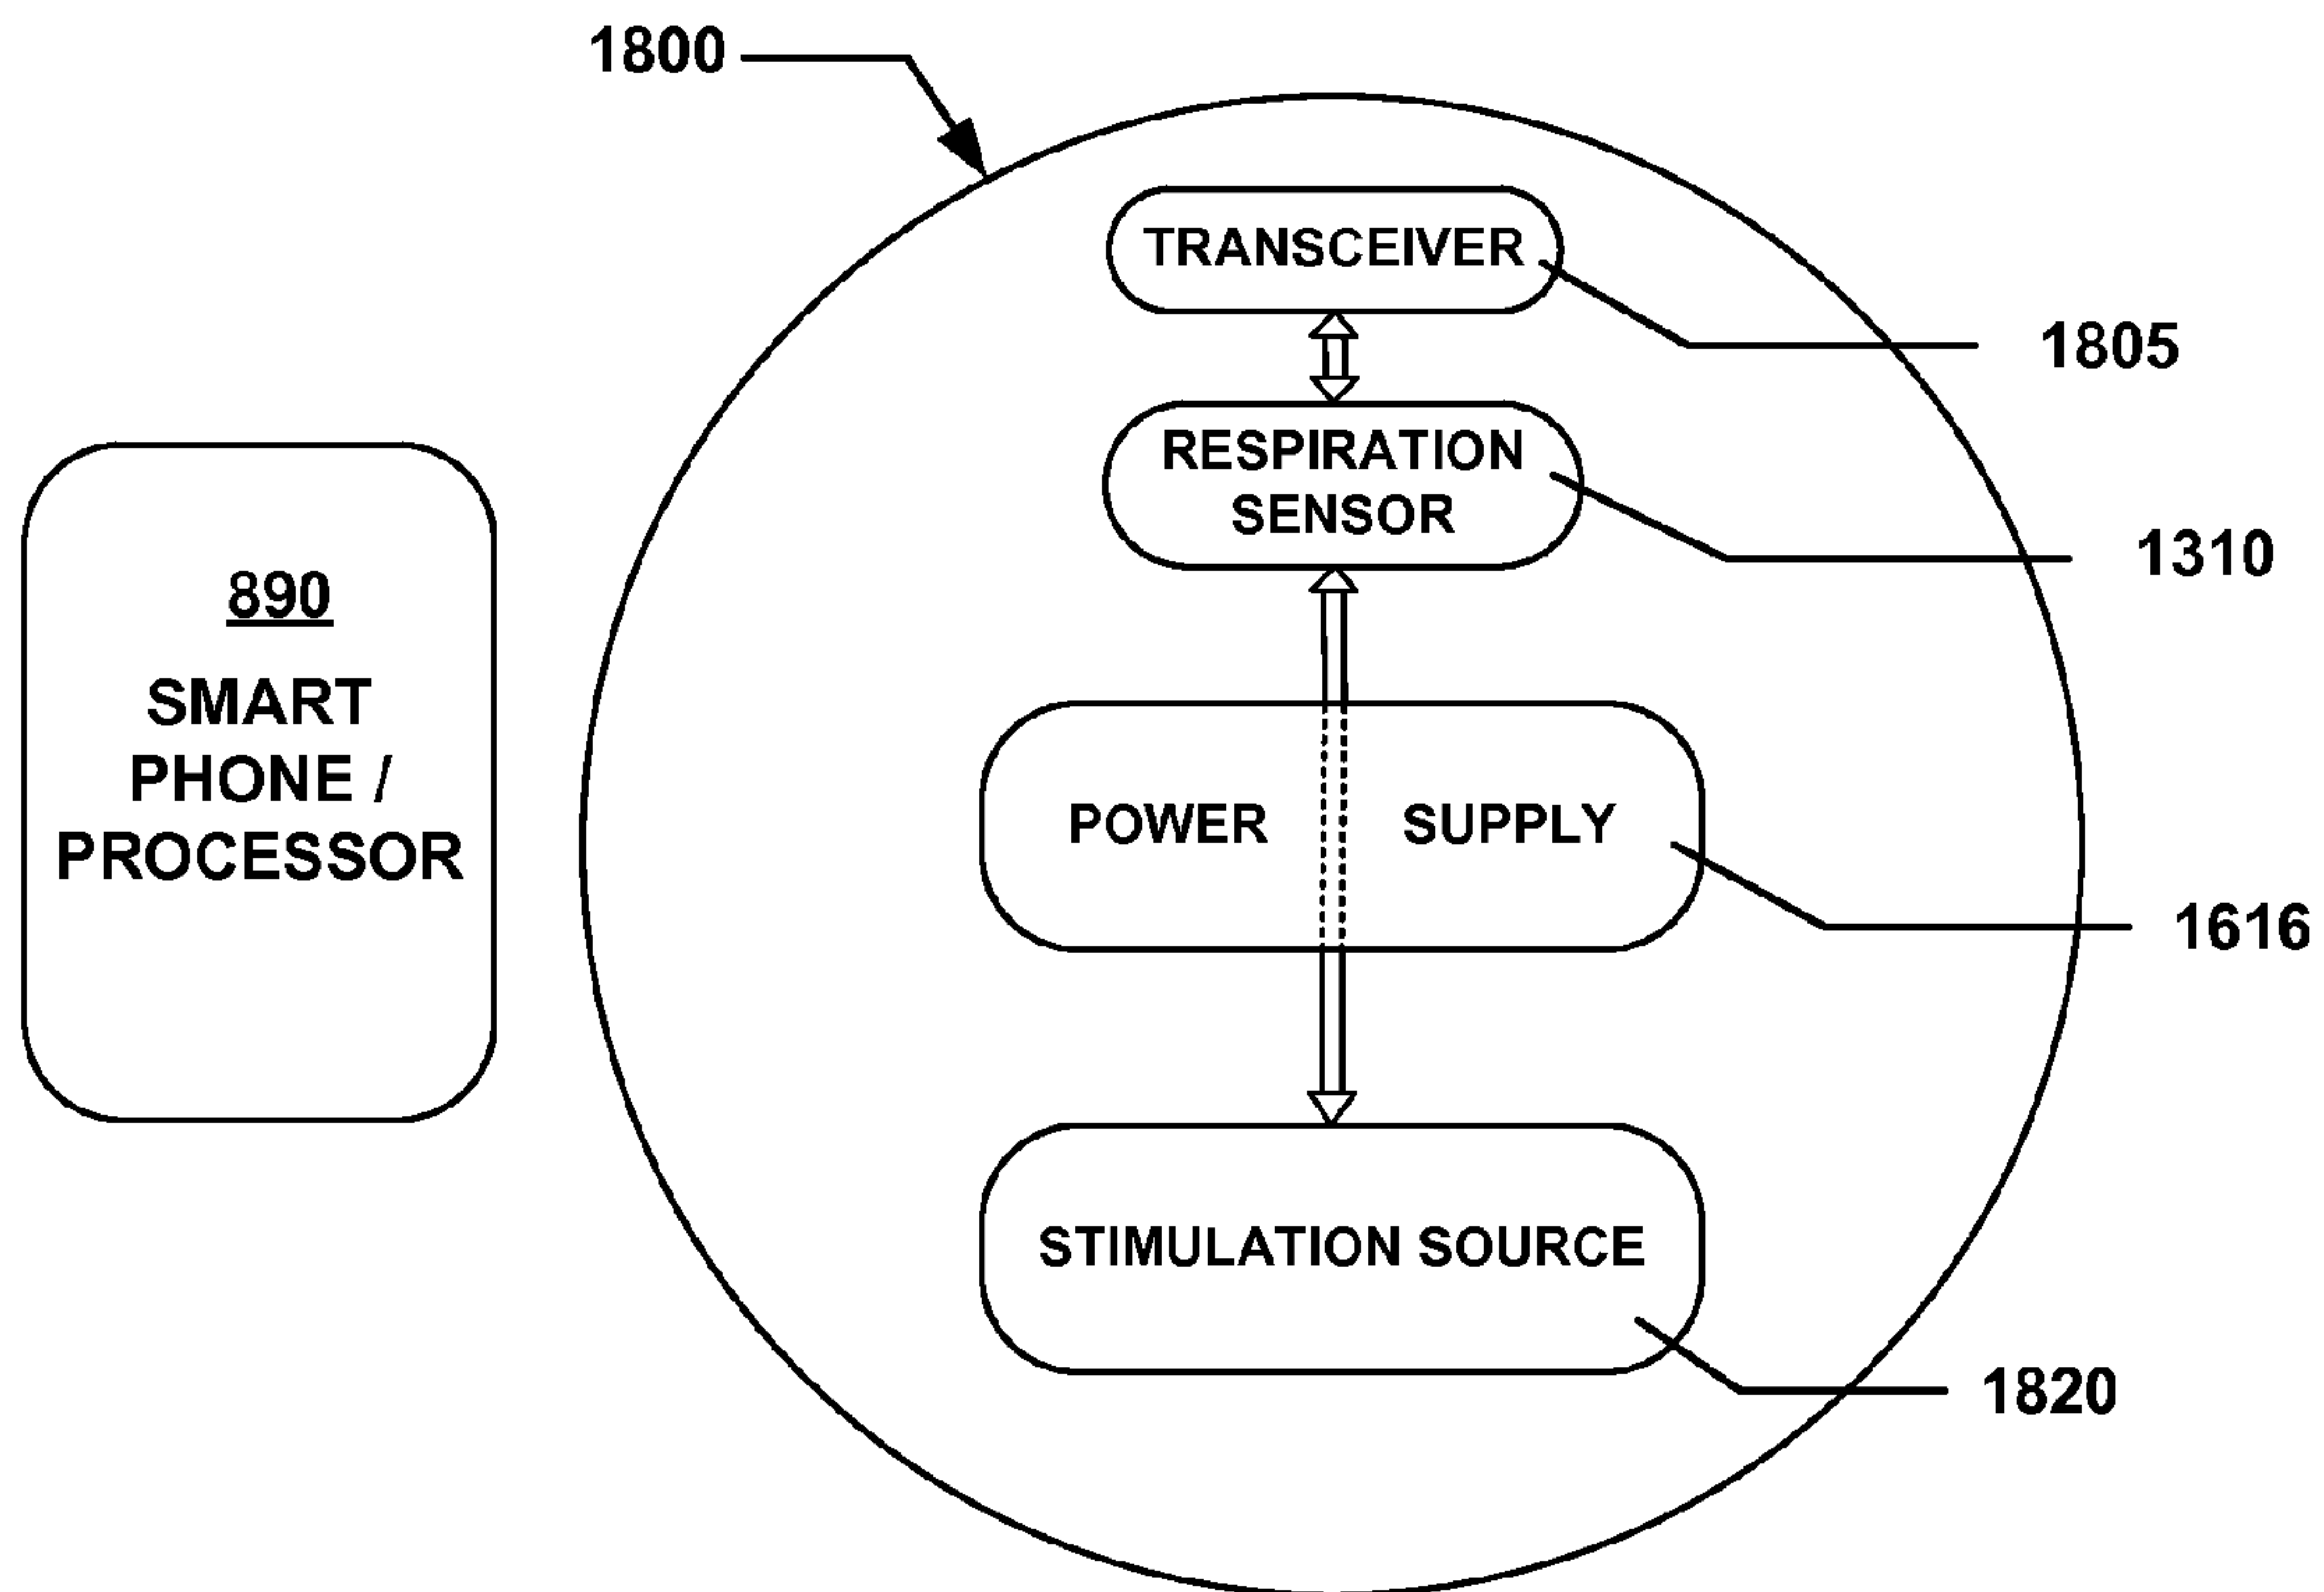 1800
TRANSCEIVER
1805
RESPIRATION
SENSOR
1310
890
SMART
PHONE /
PROCESSOR
POWER SUPPLY
1616
STIMULATION SOURCE
1820